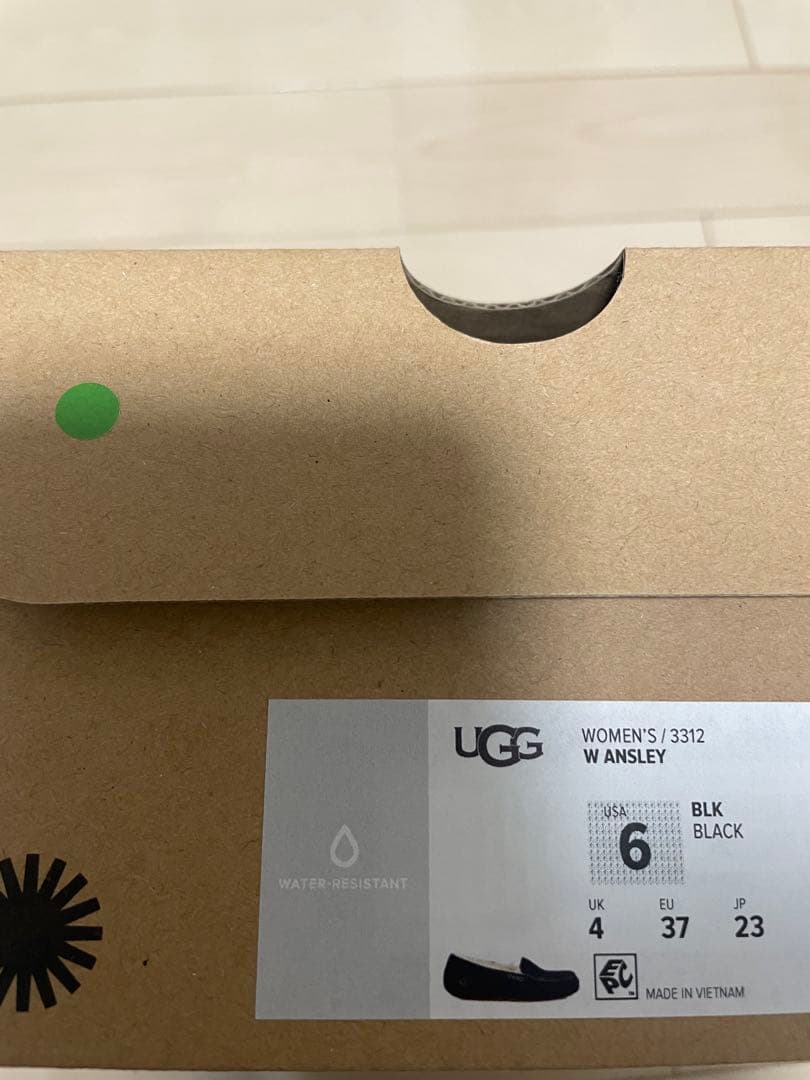 UGG
WOMEN'S / 3312
W ANSLEY
USA
6
BLK
BLACK
WATER-RESISTANT
UK
4
EU
37
JP
23
EPC™
MADE IN VIETNAM